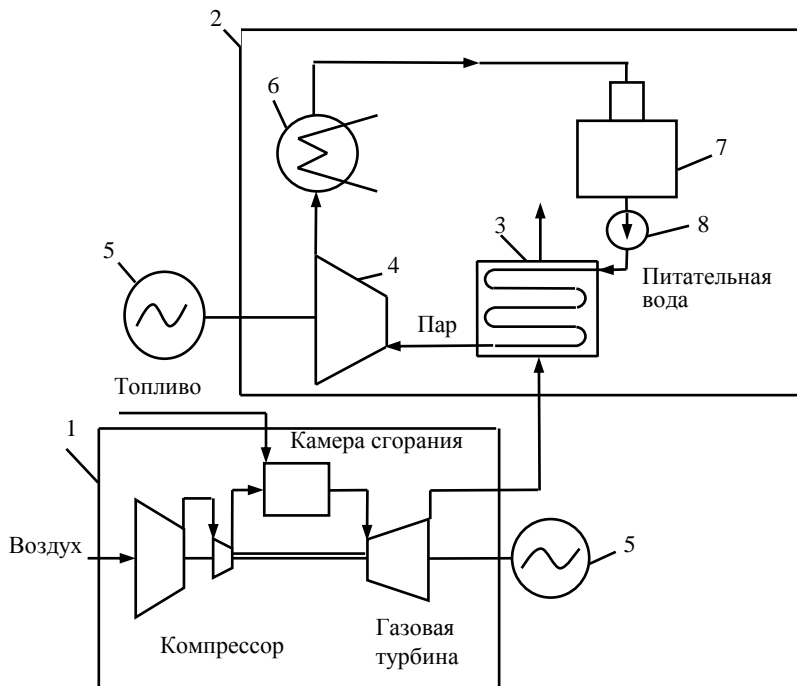 2
6
7
3
8
5
4
Питательная
вода
Пар
Топливо
1
Камера сгорания
Воздух
5
Компрессор
Газовая
турбина